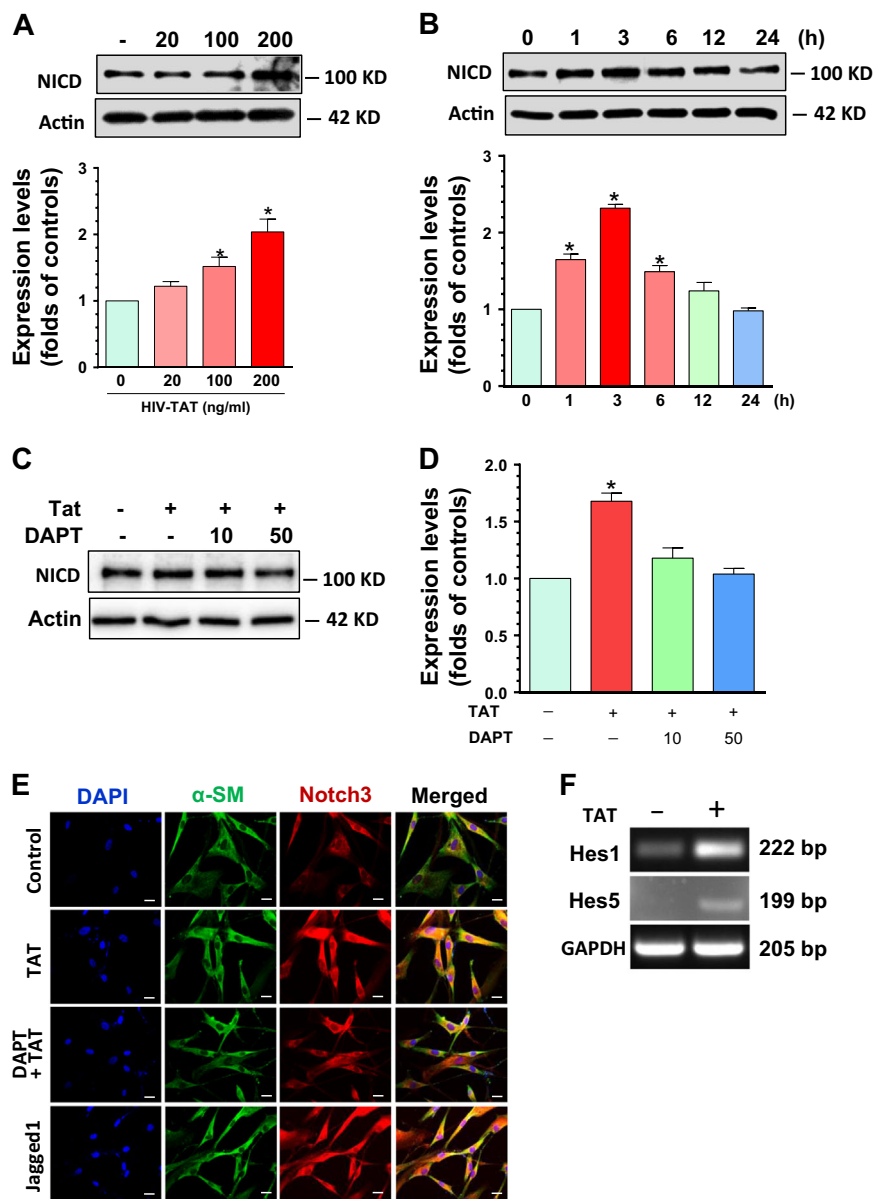 A
- 20 100 200
NICD
100 KD
Actin
42 KD
Expression levels
(folds of controls)
3
2
1
0
*
*
0 20 100 200
HIV-TAT (ng/ml)
B
0 1 3 6 12 24 (h)
NICD
100 KD
Actin
42 KD
Expression levels
(folds of controls)
3
2
1
0
*
*
*
0 1 3 6 12 24 (h)
C
Tat - + + +
DAPT - - 10 50
NICD
100 KD
Actin
42 KD
D
Expression levels
(folds of controls)
2.0
1.5
1.0
0.5
0.0
*
TAT − + + +
DAPT − − 10 50
E
DAPI α-SM Notch3 Merged
Control
TAT
DAPT
+ TAT
Jagged1
F
TAT − +
Hes1 222 bp
Hes5 199 bp
GAPDH 205 bp